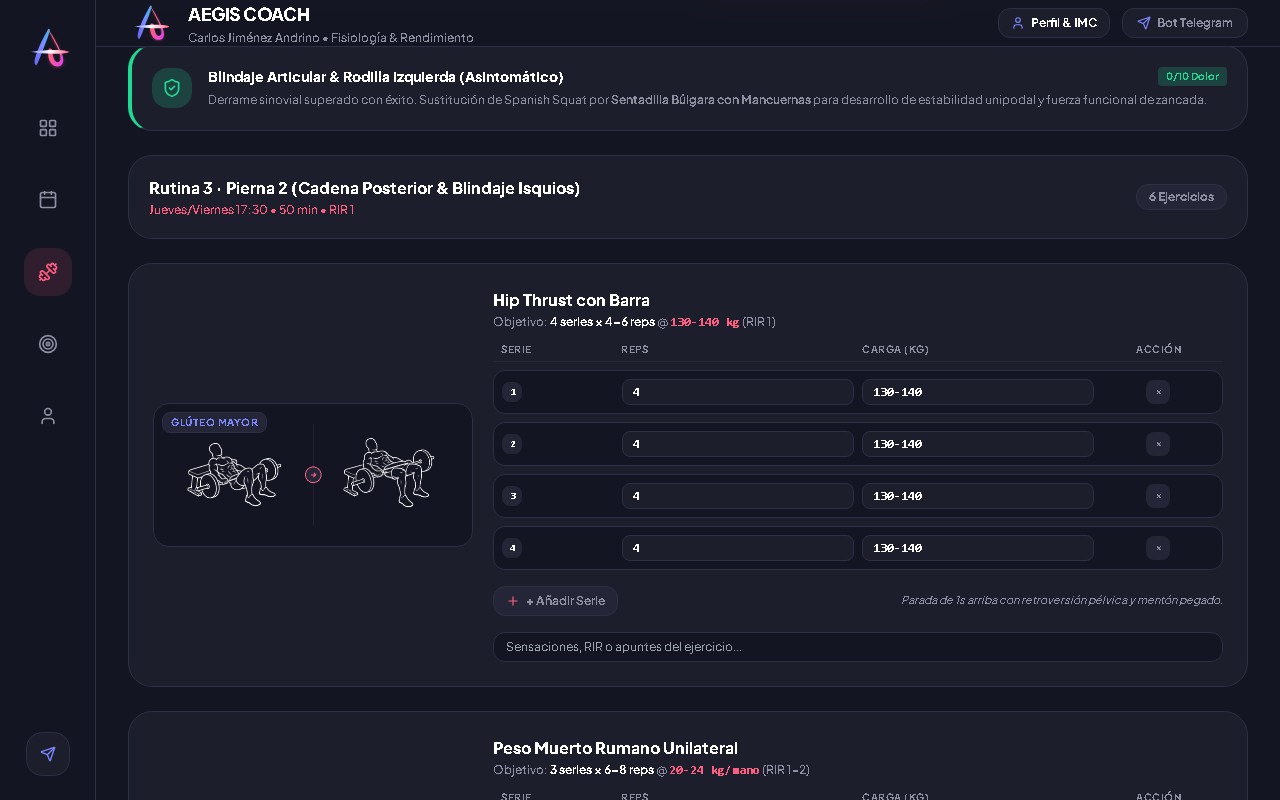 AEGIS COACH
Carlos Jiménez Andrino • Fisiología & Rendimiento
Perfil & IMC
Bot Telegram
Blindaje Articular & Rodilla Izquierda (Asintomático)
0/10 Dolor
Derrame sinovial superado con éxito. Sustitución de Spanish Squat por Sentadilla Búlgara con Mancuernas para desarrollo de estabilidad unipodal y fuerza funcional de zancada.
Rutina 3 · Pierna 2 (Cadena Posterior & Blindaje Isquios)
Jueves/Viernes 17:30 • 50 min • RIR 1
6 Ejercicios
Hip Thrust con Barra
Objetivo: 4 series x 4–6 reps @ 130-140 kg (RIR 1)
SERIE REPS CARGA (KG) ACCIÓN
1 4 130-140 ×
GLÚTEO MAYOR
2 4 130-140 ×
3 4 130-140 ×
4 4 130-140 ×
+ + Añadir Serie
Parada de 1s arriba con retroversión pélvica y mentón pegado.
Sensaciones, RIR o apuntes del ejercicio...
Peso Muerto Rumano Unilateral
Objetivo: 3 series x 6–8 reps @ 20-24 kg/mano (RIR 1–2)
SERIE REPS CARGA (KG) ACCIÓN